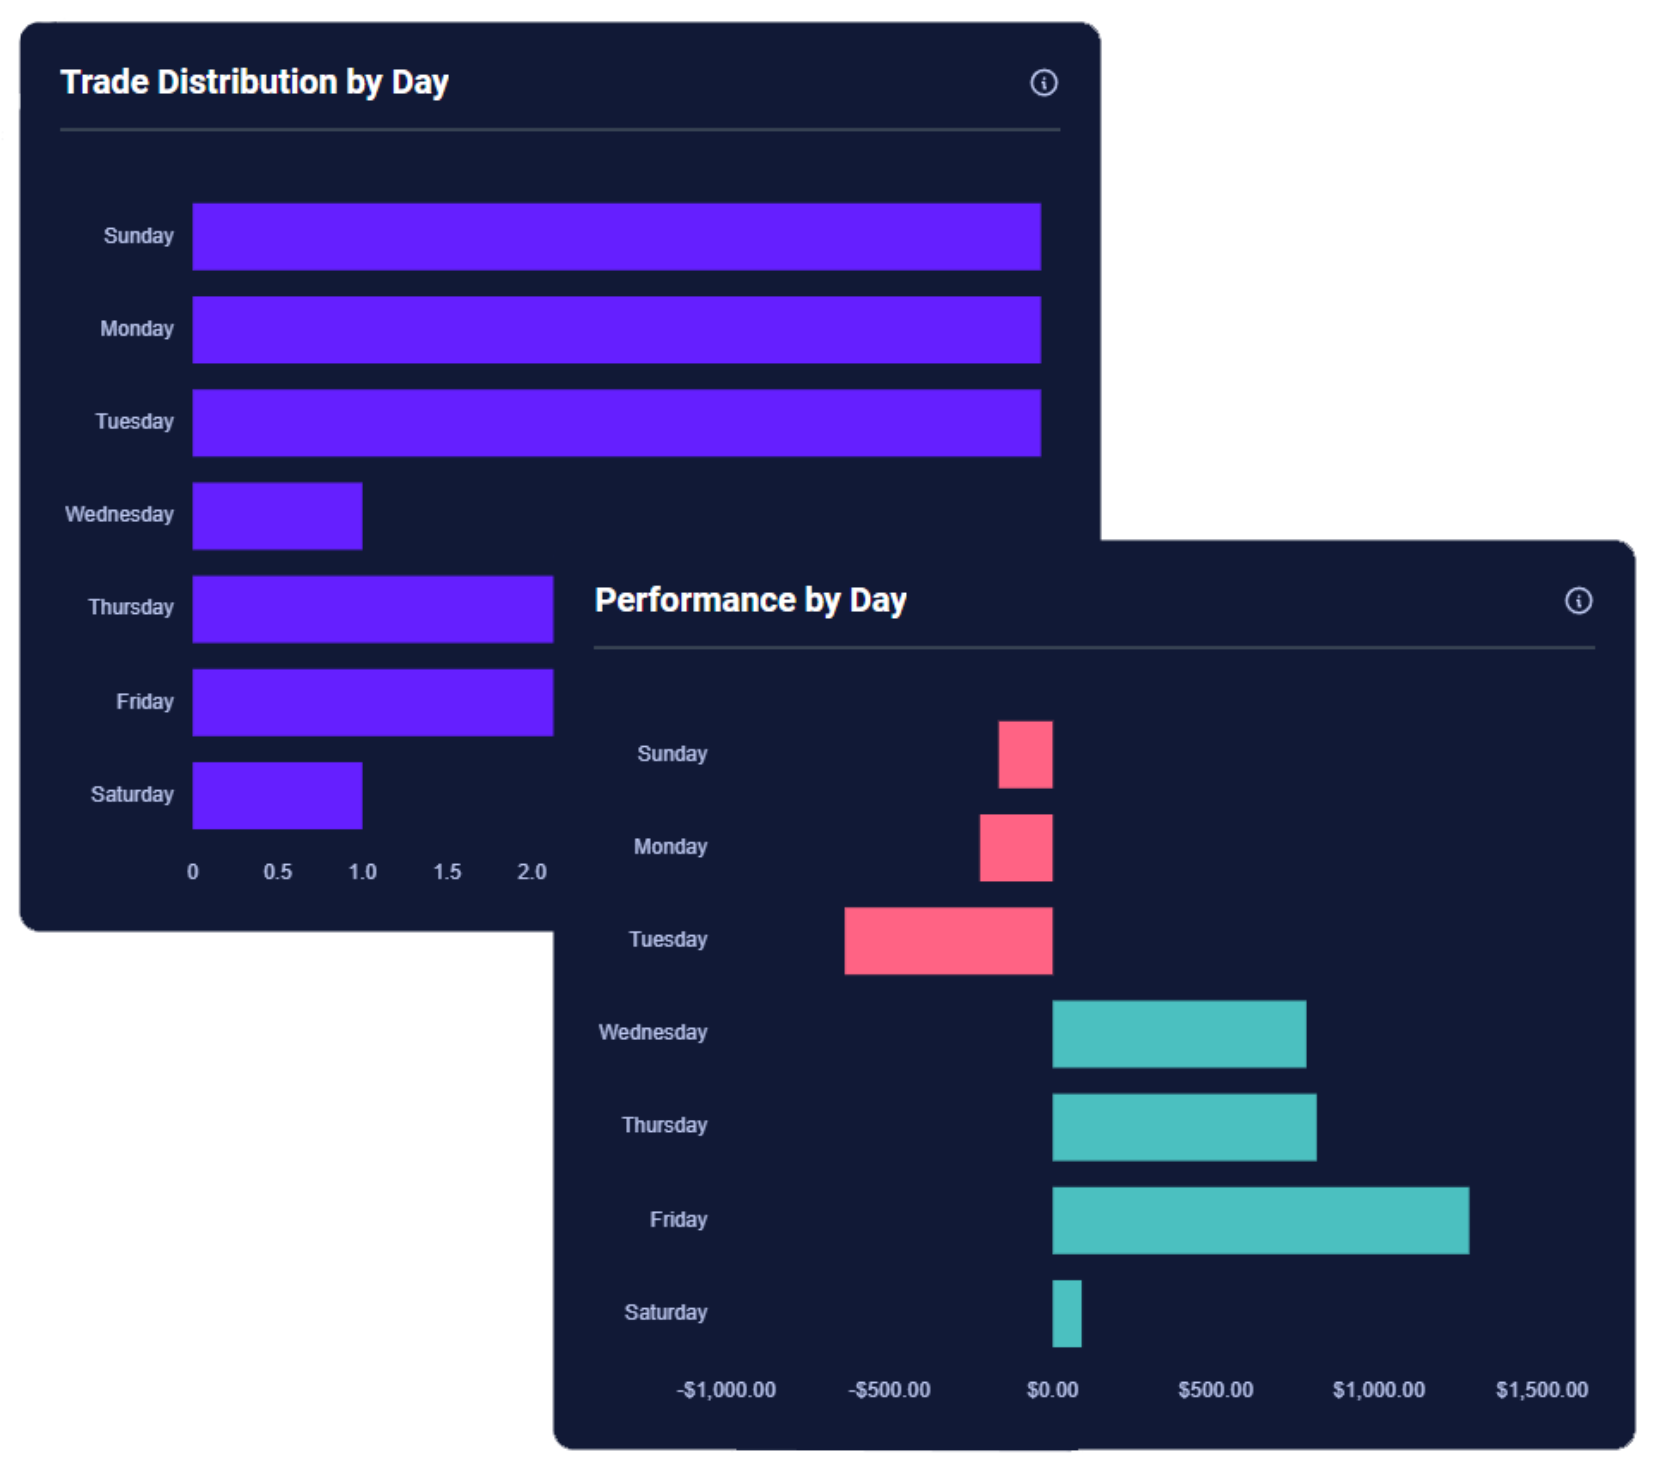 Trade Distribution by Day
Sunday
Monday
Tuesday
Wednesday
Thursday
Friday
Saturday
0 0.5 1.0 1.5 2.0
Performance by Day
Sunday
Monday
Tuesday
Wednesday
Thursday
Friday
Saturday
-$1,000.00 -$500.00 $0.00 $500.00 $1,000.00 $1,500.00